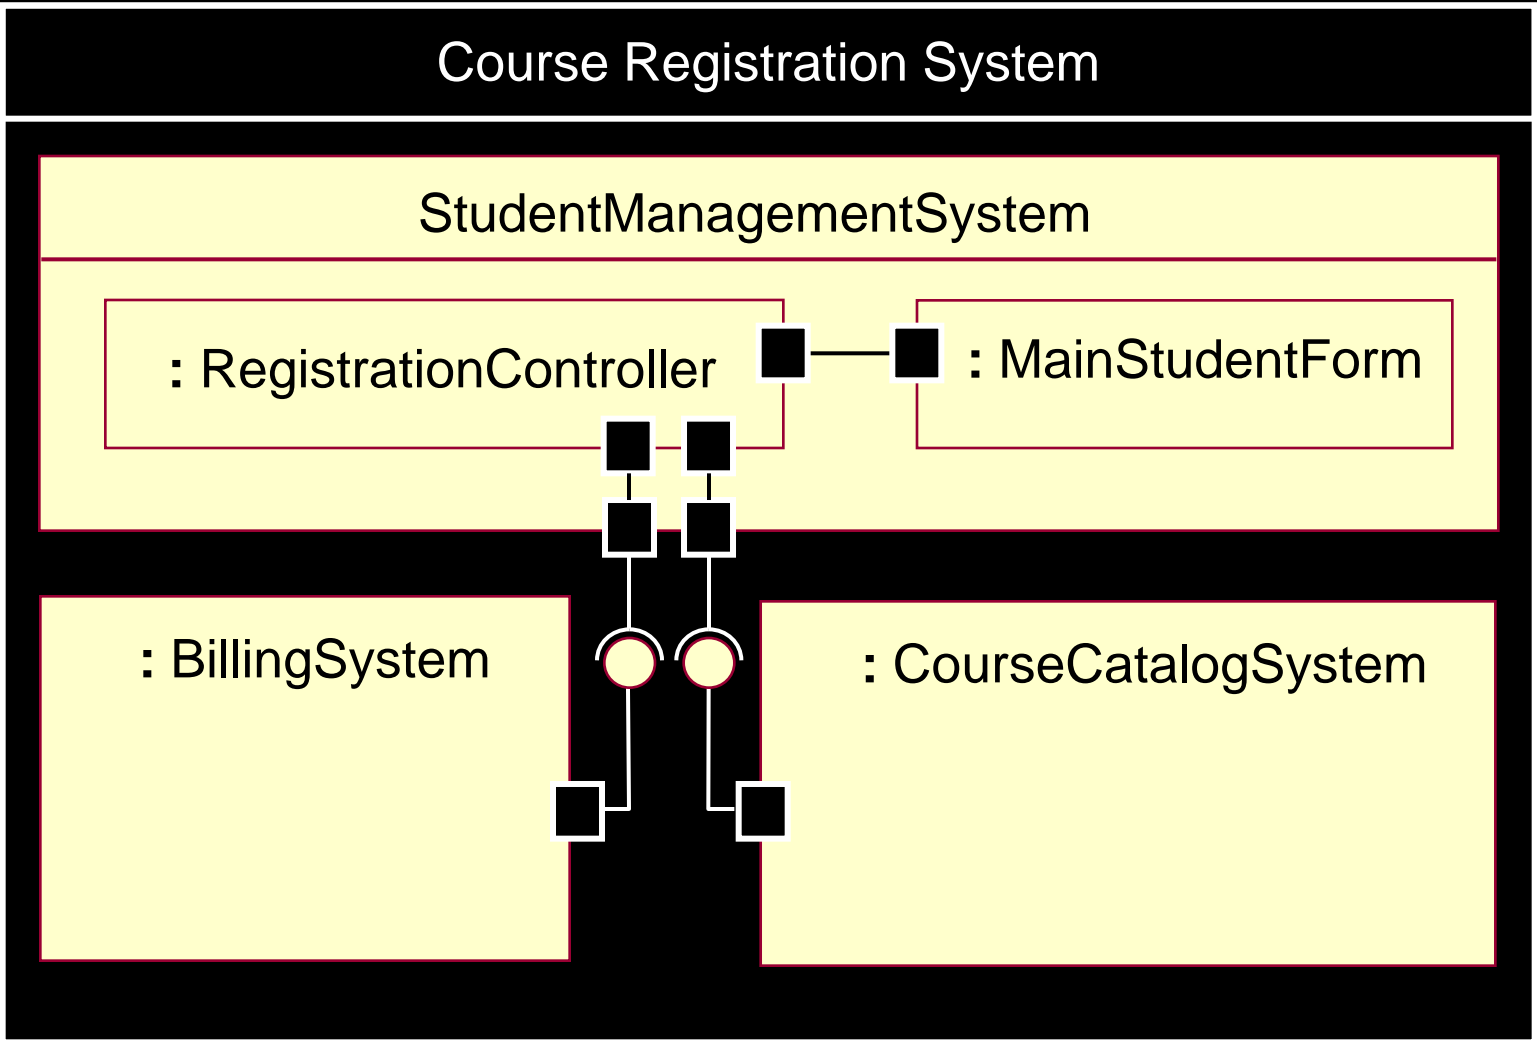 Course Registration System
StudentManagementSystem
: RegistrationController
: MainStudentForm
: BillingSystem
: CourseCatalogSystem